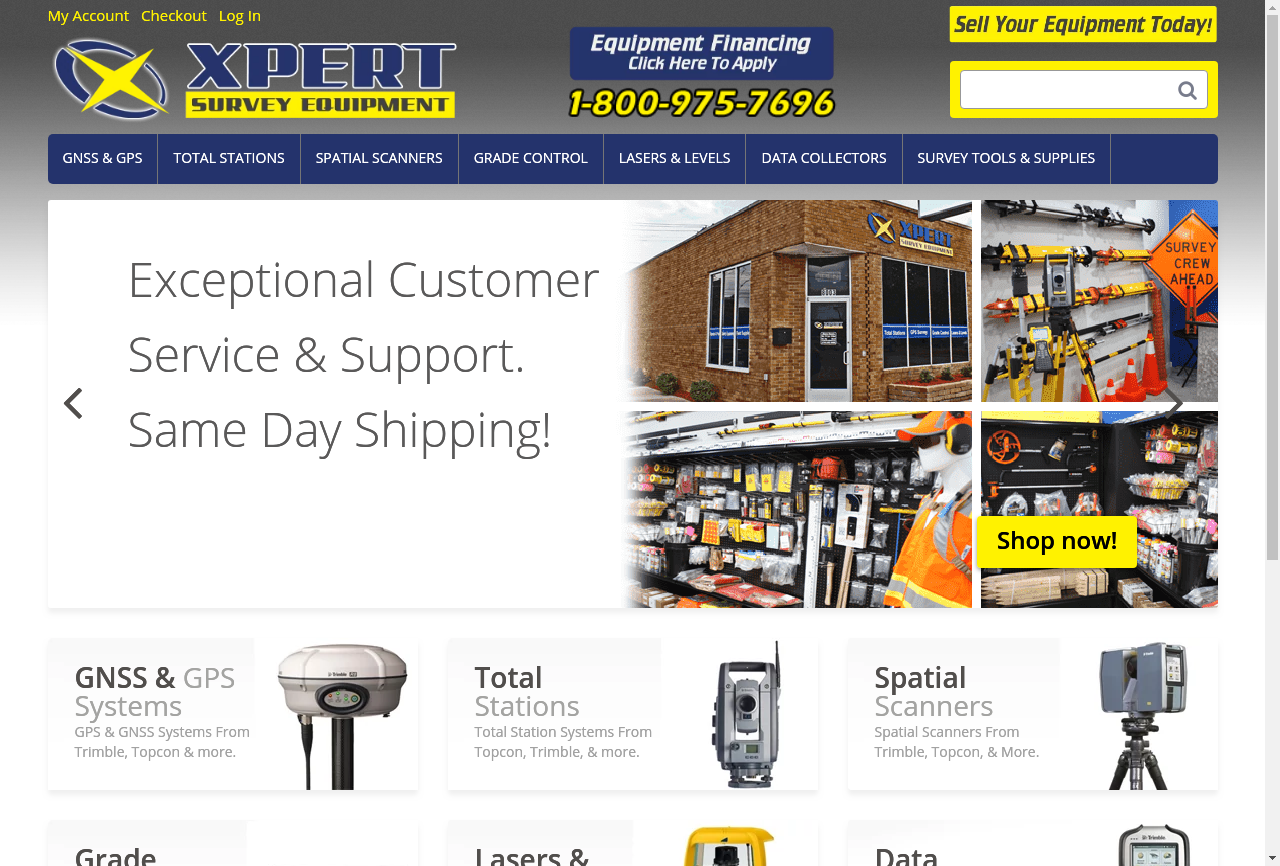 My Account Checkout Log In
XPERT
SURVEY EQUIPMENT
Equipment Financing
Click Here To Apply
1-800-975-7696
Sell Your Equipment Today!
GNSS & GPS TOTAL STATIONS SPATIAL SCANNERS GRADE CONTROL LASERS & LEVELS DATA COLLECTORS SURVEY TOOLS & SUPPLIES
Exceptional Customer
Service & Support.
Same Day Shipping!
XPERT
SURVEY EQUIPMENT
SURVEY
CREW
AHEAD
Shop now!
GNSS & GPS
Systems
GPS & GNSS Systems From
Trimble, Topcon & more.
Trimble
Total
Stations
Total Station Systems From
Topcon, Trimble, & more.
Spatial
Scanners
Spatial Scanners From
Trimble, Topcon, & More.
Grade
Lasers &
Data
Trimble